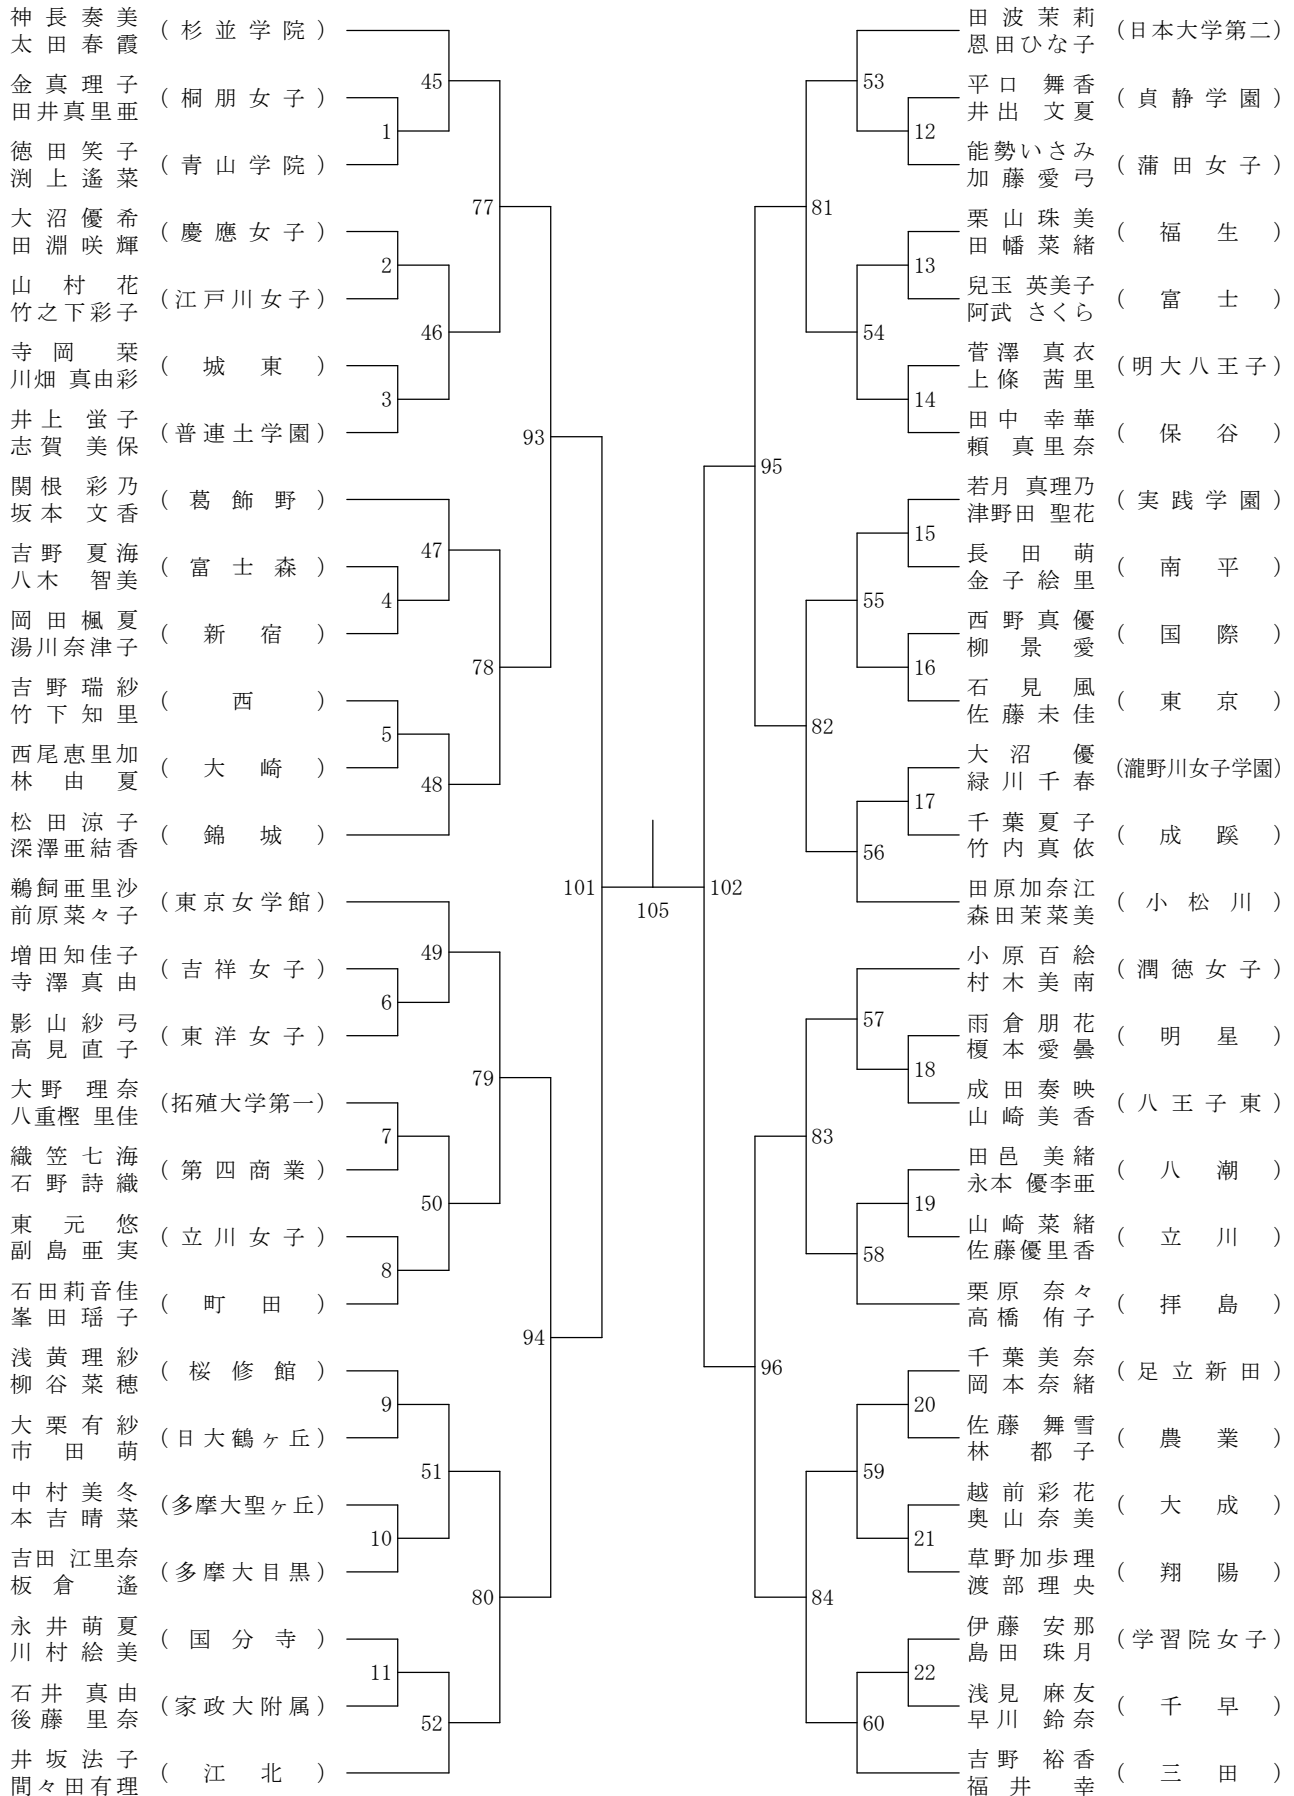 神長奏美
太田春霞
(杉並学院)
金真理子
田井真里亜
(桐朋女子)
徳田笑子
渕上遙菜
(青山学院)
大沼優希
田淵咲輝
(慶應女子)
山村花
竹之下彩子
(江戸川女子)
寺岡栞
川畑 真由彩
(城東)
井上蛍子
志賀美保
(普連土学園)
関根彩乃
坂本文香
(葛飾野)
吉野夏海
八木智美
(富士森)
岡田楓夏
湯川奈津子
(新宿)
吉野瑞紗
竹下知里
(西)
西尾恵里加
林由夏
(大崎)
松田涼子
深澤亜結香
(錦城)
鵜飼亜里沙
前原菜々子
(東京女学館)
増田知佳子
寺澤真由
(吉祥女子)
影山紗弓
高見直子
(東洋女子)
大野理奈
八重樫 里佳
(拓殖大学第一)
織笠七海
石野詩織
(第四商業)
東元悠
副島亜実
(立川女子)
石田莉音佳
峯田瑶子
(町田)
浅黄理紗
柳谷菜穂
(桜修館)
大栗有紗
市田萌
(日大鶴ヶ丘)
中村美冬
本吉晴菜
(多摩大聖ヶ丘)
吉田 江里奈
板倉遙
(多摩大目黒)
永井萌夏
川村絵美
(国分寺)
石井真由
後藤里奈
(家政大附属)
井坂法子
間々田有理
(江北)
1
2
3
4
5
6
7
8
9
10
11
45
46
47
48
49
50
51
52
77
78
79
80
93
94
101
105
102
95
96
81
82
83
84
53
54
55
56
57
58
59
60
12
13
14
15
16
17
18
19
20
21
22
田波茉莉
恩田ひな子
(日本大学第二)
平口舞香
井出文夏
(貞静学園)
能勢いさみ
加藤愛弓
(蒲田女子)
栗山珠美
田幡菜緒
(福生)
兒玉 英美子
阿武 さくら
(富士)
菅澤真衣
上條茜里
(明大八王子)
田中幸華
頼真里奈
(保谷)
若月 真理乃
津野田 聖花
(実践学園)
長田萌
金子絵里
(南平)
西野真優
柳景愛
(国際)
石見風
佐藤未佳
(東京)
大沼優
緑川千春
(瀧野川女子学園)
千葉夏子
竹内真依
(成蹊)
田原加奈江
森田茉菜美
(小松川)
小原百絵
村木美南
(潤徳女子)
雨倉朋花
榎本愛曇
(明星)
成田奏映
山崎美香
(八王子東)
田邑美緒
永本 優李亜
(八潮)
山崎菜緒
佐藤優里香
(立川)
栗原奈々
高橋侑子
(拝島)
千葉美奈
岡本奈緒
(足立新田)
佐藤舞雪
林都子
(農業)
越前彩花
奥山奈美
(大成)
草野加歩理
渡部理央
(翔陽)
伊藤安那
島田珠月
(学習院女子)
浅見麻友
早川鈴奈
(千早)
吉野裕香
福井幸
(三田)